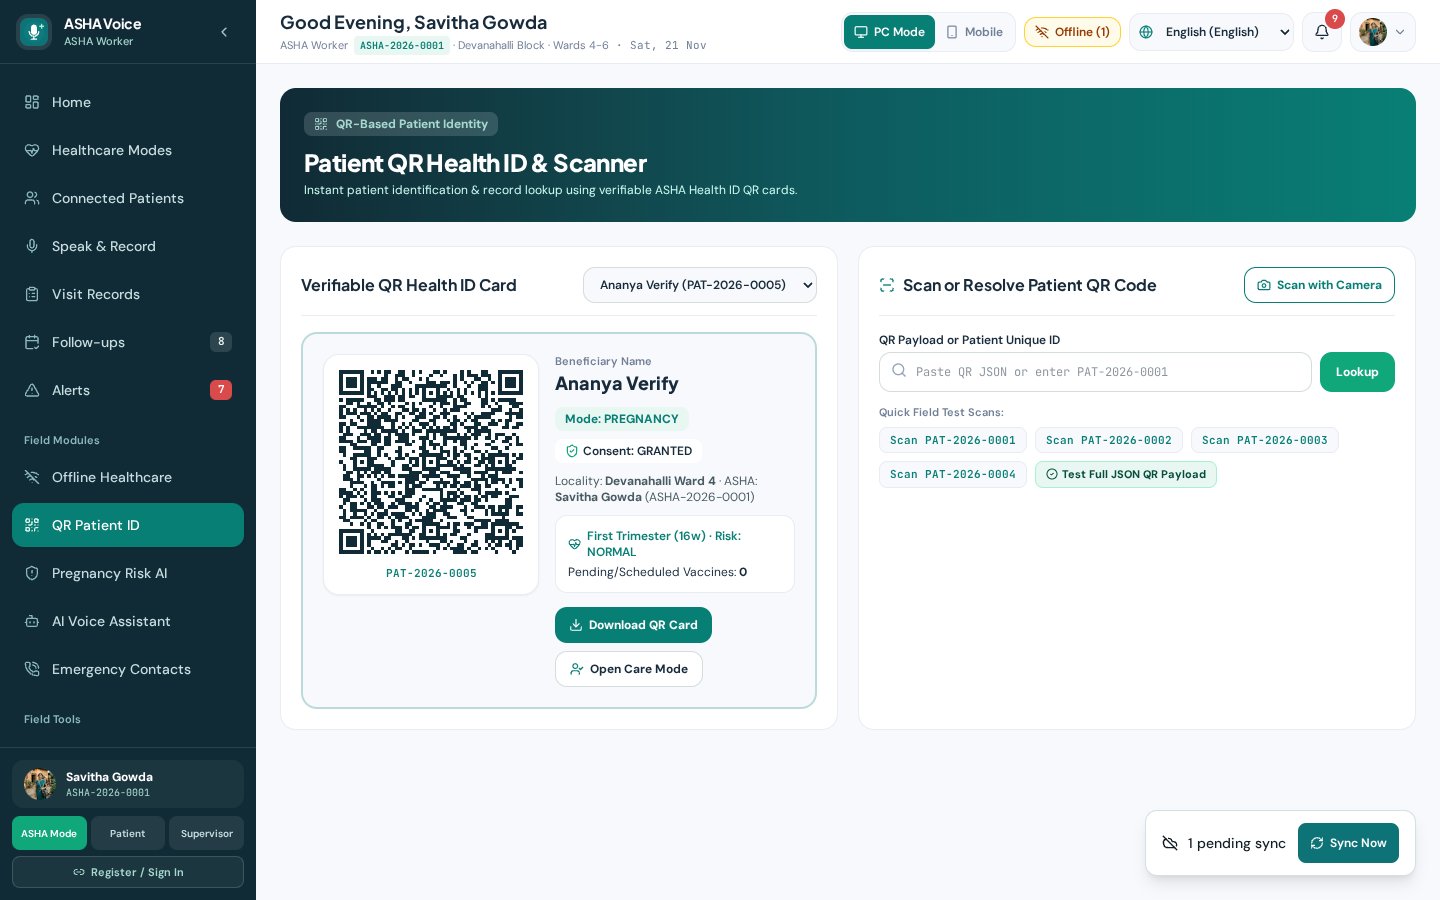 ASHAVoice
ASHA Worker
Home
Healthcare Modes
Connected Patients
Speak & Record
Visit Records
Follow-ups 8
Alerts 7
Field Modules
Offline Healthcare
QR Patient ID
Pregnancy Risk AI
AI Voice Assistant
Emergency Contacts
Field Tools
Savitha Gowda
ASHA-2026-0001
ASHA Mode Patient Supervisor
Register / Sign In
Good Evening, Savitha Gowda
ASHA Worker ASHA-2026-0001 · Devanahalli Block · Wards 4-6 · Sat, 21 Nov
PC Mode Mobile Offline (1) English (English) 9
QR-Based Patient Identity
Patient QR Health ID & Scanner
Instant patient identification & record lookup using verifiable ASHA Health ID QR cards.
Verifiable QR Health ID Card Ananya Verify (PAT-2026-0005)
PAT-2026-0005
Beneficiary Name
Ananya Verify
Mode: PREGNANCY
Consent: GRANTED
Locality: Devanahalli Ward 4 · ASHA:
Savitha Gowda (ASHA-2026-0001)
First Trimester (16w) · Risk:
NORMAL
Pending/Scheduled Vaccines: 0
Download QR Card
Open Care Mode
Scan or Resolve Patient QR Code Scan with Camera
QR Payload or Patient Unique ID
Paste QR JSON or enter PAT-2026-0001 Lookup
Quick Field Test Scans:
Scan PAT-2026-0001 Scan PAT-2026-0002 Scan PAT-2026-0003
Scan PAT-2026-0004 Test Full JSON QR Payload
1 pending sync Sync Now